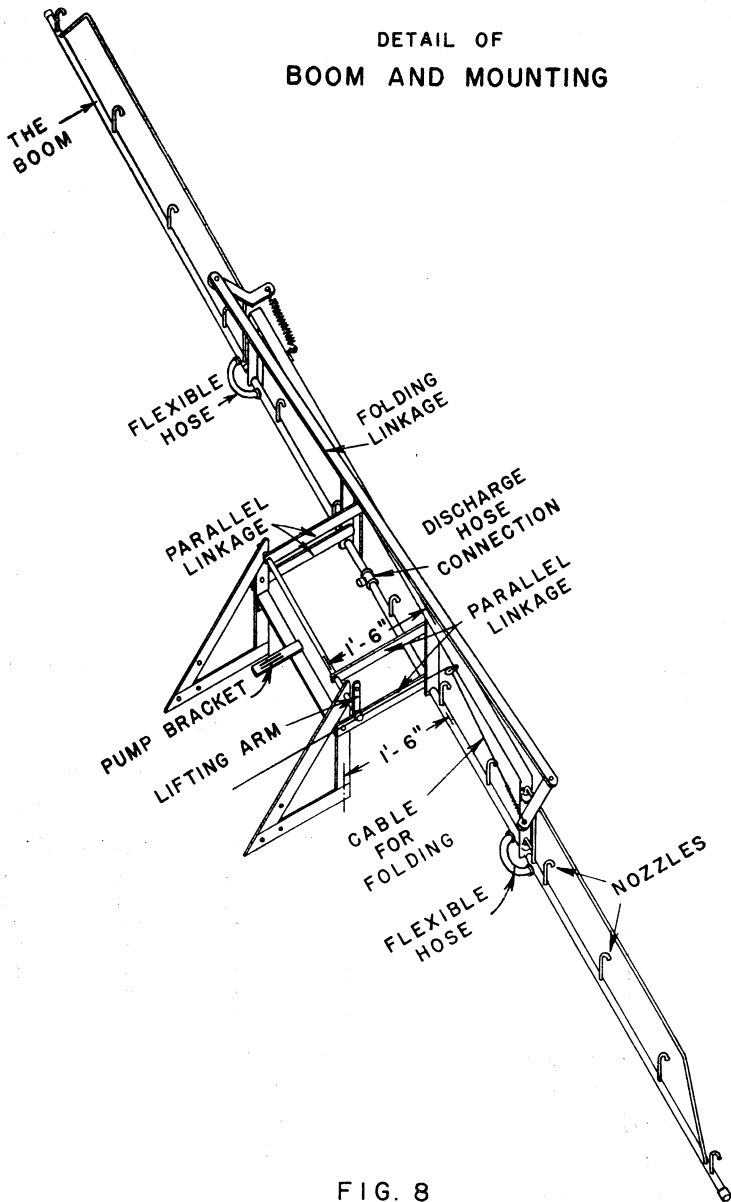 DETAIL OF
BOOM AND MOUNTING
THE
BOOM
FLEXIBLE
HOSE
FOLDING
LINKAGE
PARALLEL
LINKAGE
DISCHARGE
HOSE
CONNECTION
PARALLEL
LINKAGE
1'-6"
PUMP BRACKET
LIFTING ARM
1'-6"
CABLE
FOR
FOLDING
FLEXIBLE
HOSE
NOZZLES
FIG. 8